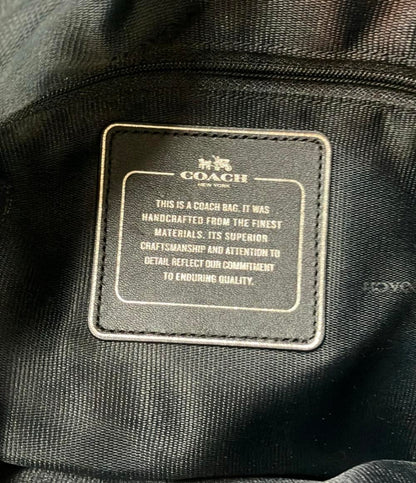 COACH
NEW YORK
THIS IS A COACH BAG. IT WAS
HANDCRAFTED FROM THE FINEST
MATERIALS. ITS SUPERIOR
CRAFTSMANSHIP AND ATTENTION TO
DETAIL REFLECT OUR COMMITMENT
TO ENDURING QUALITY.